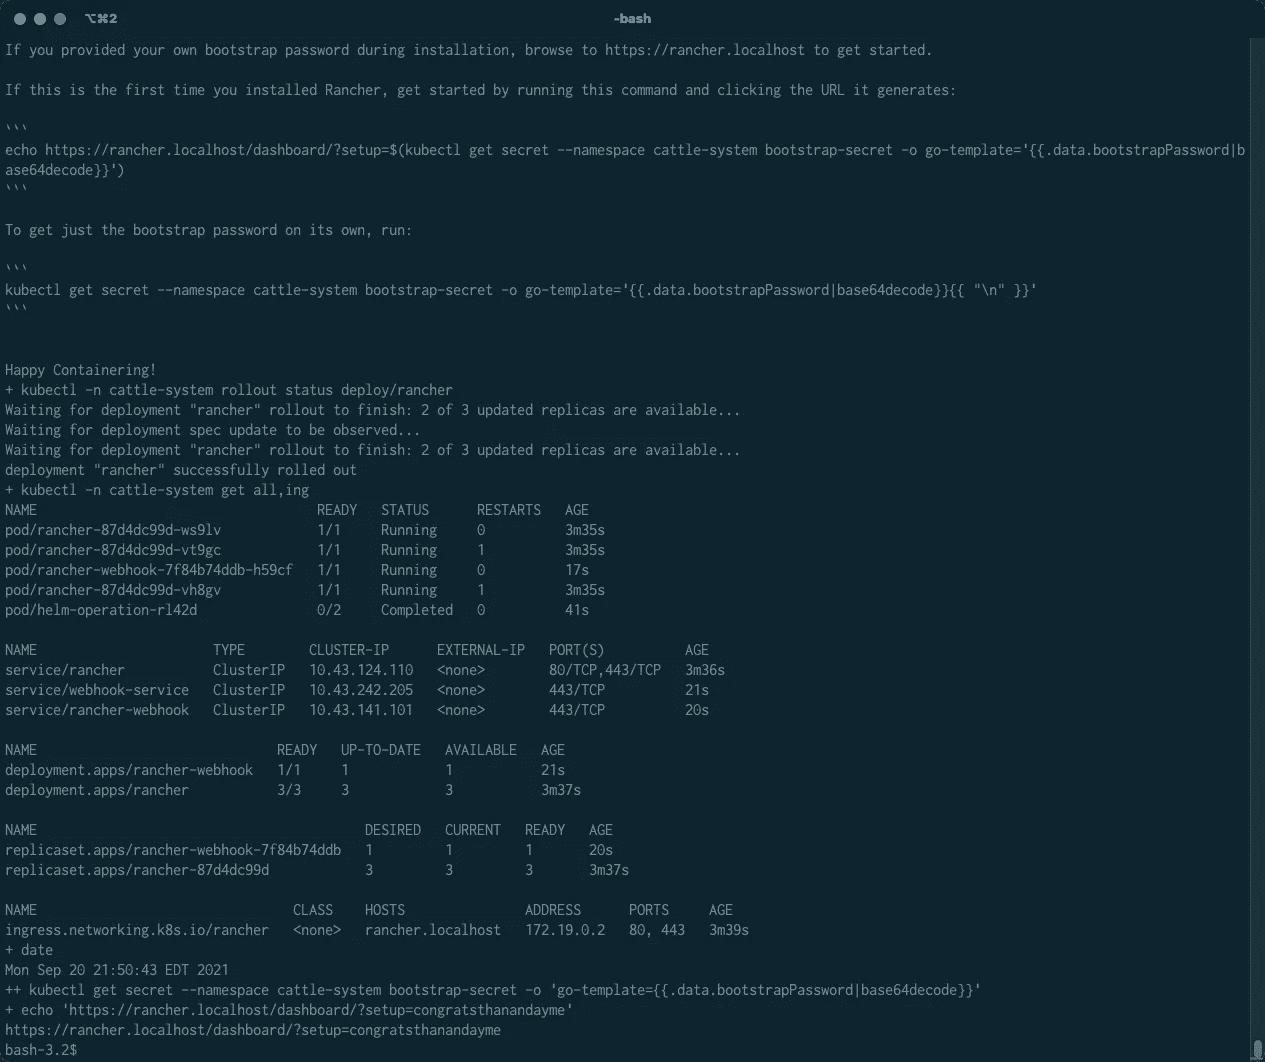 ⌥⌘2 -bash
If you provided your own bootstrap password during installation, browse to https://rancher.localhost to get started.
If this is the first time you installed Rancher, get started by running this command and clicking the URL it generates:
```
echo https://rancher.localhost/dashboard/?setup=$(kubectl get secret --namespace cattle-system bootstrap-secret -o go-template='{{.data.bootstrapPassword|b
ase64decode}}')
```
To get just the bootstrap password on its own, run:
```
kubectl get secret --namespace cattle-system bootstrap-secret -o go-template='{{.data.bootstrapPassword|base64decode}}{{ "\n" }}'
```
Happy Containering!
+ kubectl -n cattle-system rollout status deploy/rancher
Waiting for deployment "rancher" rollout to finish: 2 of 3 updated replicas are available...
Waiting for deployment spec update to be observed...
Waiting for deployment "rancher" rollout to finish: 2 of 3 updated replicas are available...
deployment "rancher" successfully rolled out
+ kubectl -n cattle-system get all,ing
NAME READY STATUS RESTARTS AGE
pod/rancher-87d4dc99d-ws9lv 1/1 Running 0 3m35s
pod/rancher-87d4dc99d-vt9gc 1/1 Running 1 3m35s
pod/rancher-webhook-7f84b74ddb-h59cf 1/1 Running 0 17s
pod/rancher-87d4dc99d-vh8gv 1/1 Running 1 3m35s
pod/helm-operation-rl42d 0/2 Completed 0 41s
NAME TYPE CLUSTER-IP EXTERNAL-IP PORT(S) AGE
service/rancher ClusterIP 10.43.124.110 <none> 80/TCP,443/TCP 3m36s
service/webhook-service ClusterIP 10.43.242.205 <none> 443/TCP 21s
service/rancher-webhook ClusterIP 10.43.141.101 <none> 443/TCP 20s
NAME READY UP-TO-DATE AVAILABLE AGE
deployment.apps/rancher-webhook 1/1 1 1 21s
deployment.apps/rancher 3/3 3 3 3m37s
NAME DESIRED CURRENT READY AGE
replicaset.apps/rancher-webhook-7f84b74ddb 1 1 1 20s
replicaset.apps/rancher-87d4dc99d 3 3 3 3m37s
NAME CLASS HOSTS ADDRESS PORTS AGE
ingress.networking.k8s.io/rancher <none> rancher.localhost 172.19.0.2 80, 443 3m39s
+ date
Mon Sep 20 21:50:43 EDT 2021
++ kubectl get secret --namespace cattle-system bootstrap-secret -o 'go-template={{.data.bootstrapPassword|base64decode}}'
+ echo 'https://rancher.localhost/dashboard/?setup=congratsthanandayme'
https://rancher.localhost/dashboard/?setup=congratsthanandayme
bash-3.2$